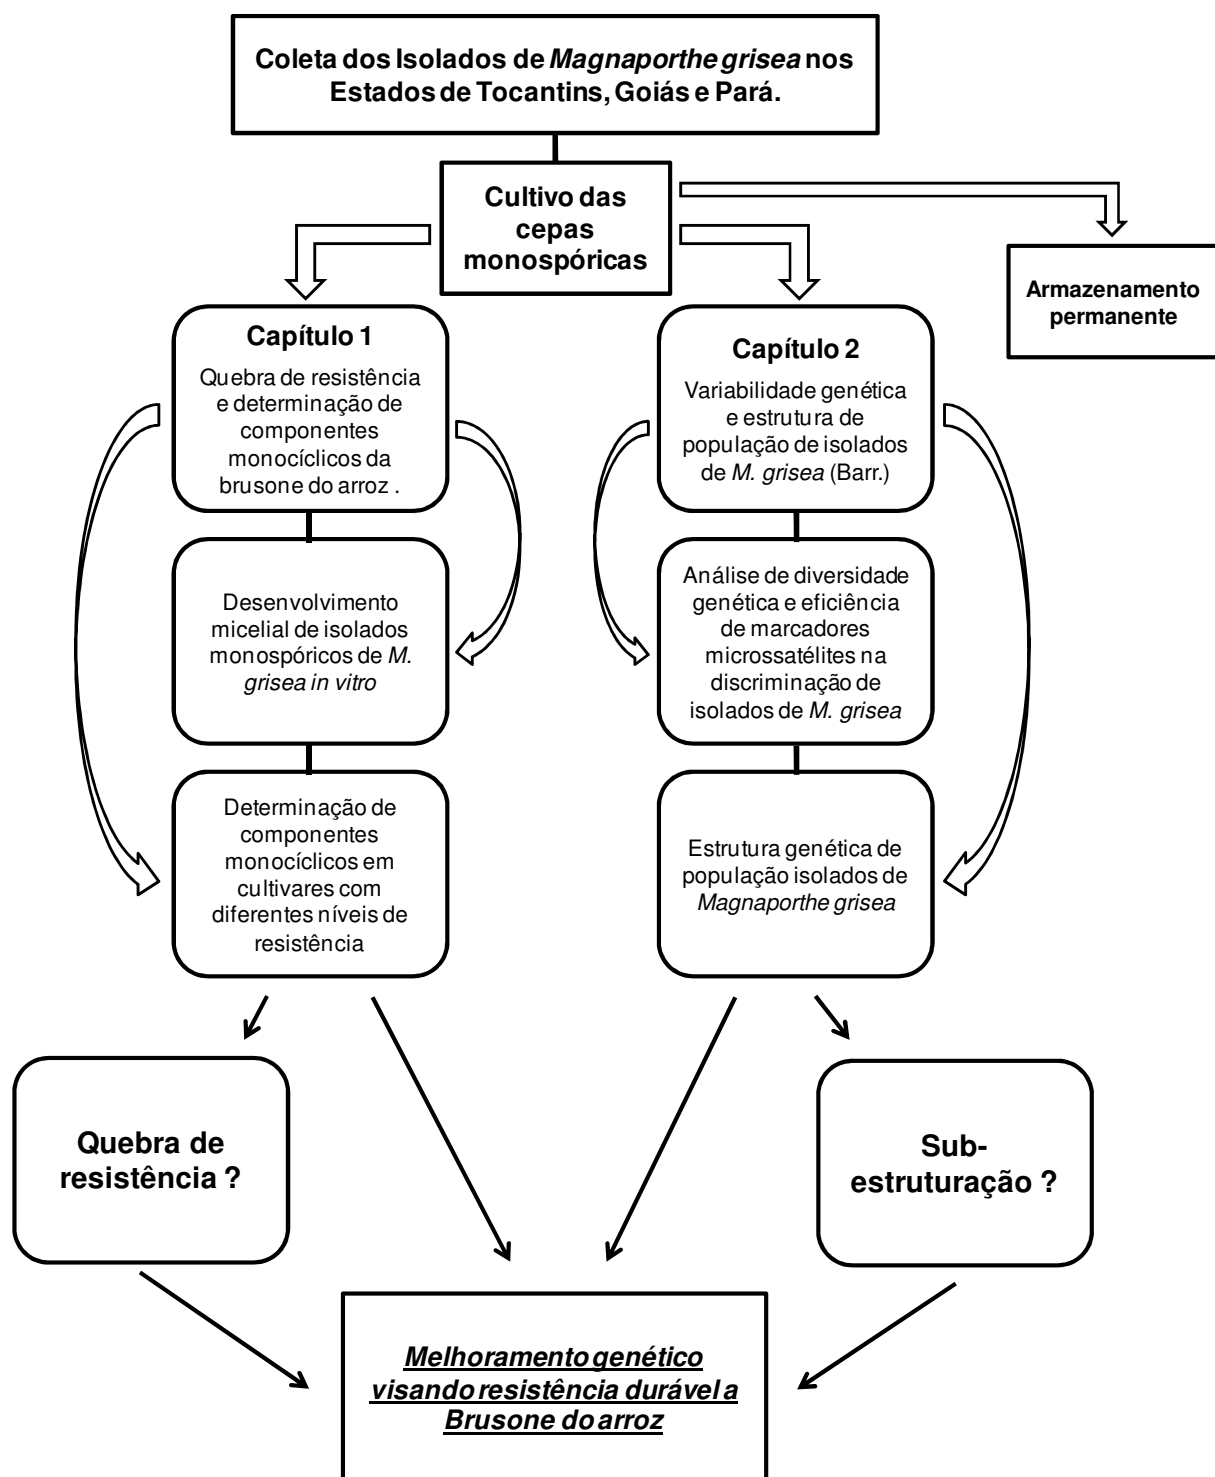 Coleta dos Isolados de Magnaporthe grisea nos
Estados de Tocantins, Goiás e Pará.
Cultivo das
cepas
monospóricas
Armazenamento
permanente
Capítulo 1
Quebra de resistência
e determinação de
componentes
monocíclicos da
brusone do arroz .
Desenvolvimento
micelial de isolados
monospóricos de M.
grisea in vitro
Determinação de
componentes
monocíclicos em
cultivares com
diferentes níveis de
resistência
Capítulo 2
Variabilidade genética
e estrutura de
população de isolados
de M. grisea (Barr.)
Análise de diversidade
genética e eficiência
de marcadores
microssatélites na
discriminação de
isolados de M. grisea
Estrutura genética de
população isolados de
Magnaporthe grisea
Quebra de
resistência ?
Sub-
estruturação ?
Melhoramento genético
visando resistência durável a
Brusone do arroz